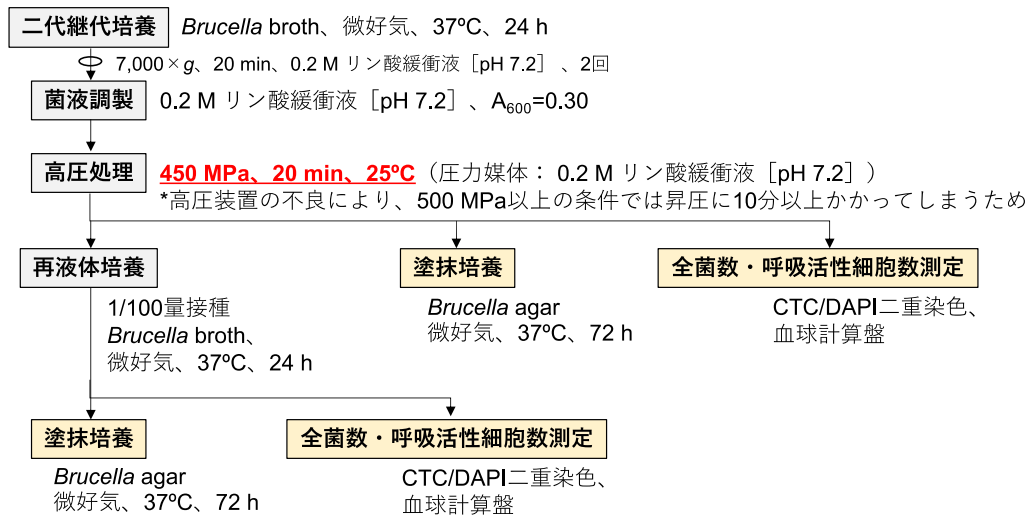 二代継代培養 Brucella broth、微好気、37ºC、24 h
7,000×g、20 min、0.2 M リン酸緩衝液［pH 7.2］、2回
菌液調製 0.2 M リン酸緩衝液［pH 7.2］、A600=0.30
高圧処理 450 MPa、20 min、25ºC（圧力媒体： 0.2 M リン酸緩衝液［pH 7.2］）
*高圧装置の不良により、500 MPa以上の条件では昇圧に10分以上かかってしまうため
再液体培養
1/100量接種
Brucella broth、
微好気、37ºC、24 h
塗抹培養
Brucella agar
微好気、37ºC、72 h
全菌数・呼吸活性細胞数測定
CTC/DAPI二重染色、
血球計算盤
塗抹培養
Brucella agar
微好気、37ºC、72 h
全菌数・呼吸活性細胞数測定
CTC/DAPI二重染色、
血球計算盤